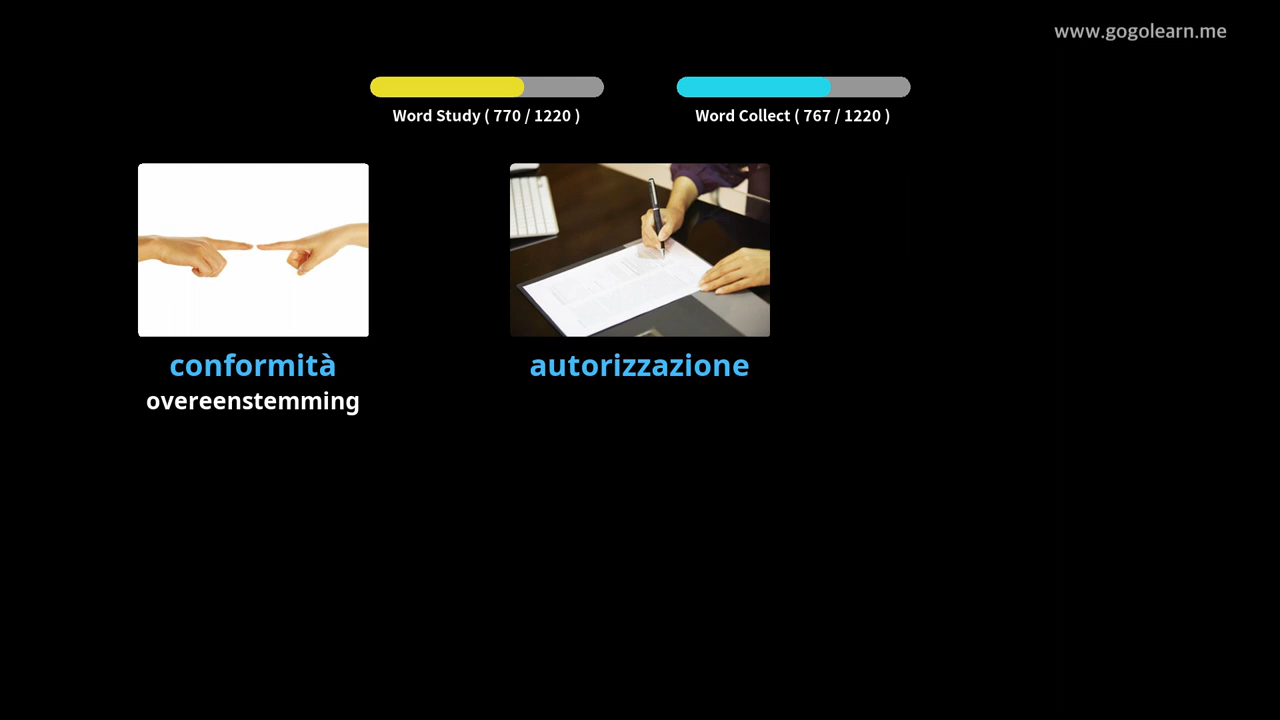 www.gogolearn.me
Word Study ( 770 / 1220 )
Word Collect ( 767 / 1220 )
conformità
autorizzazione
overeenstemming